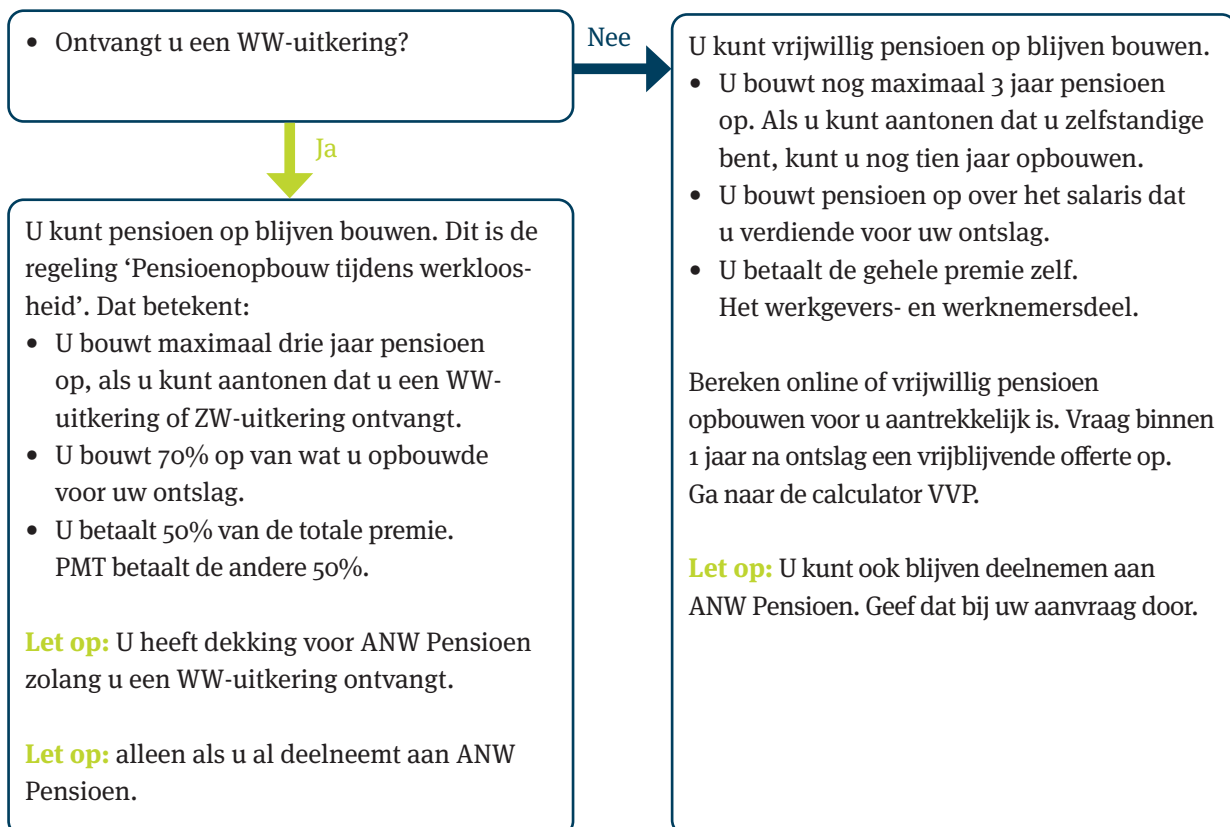 • Ontvangt u een WW-uitkering?
Nee
Ja
U kunt pensioen op blijven bouwen. Dit is de
regeling ‘Pensioenopbouw tijdens werkloos-
heid’. Dat betekent:
• U bouwt maximaal drie jaar pensioen
op, als u kunt aantonen dat u een WW-
uitkering of ZW-uitkering ontvangt.
• U bouwt 70% op van wat u opbouwde
voor uw ontslag.
• U betaalt 50% van de totale premie.
PMT betaalt de andere 50%.
Let op: U heeft dekking voor ANW Pensioen
zolang u een WW-uitkering ontvangt.
Let op: alleen als u al deelneemt aan ANW
Pensioen.
U kunt vrijwillig pensioen op blijven bouwen.
• U bouwt nog maximaal 3 jaar pensioen
op. Als u kunt aantonen dat u zelfstandige
bent, kunt u nog tien jaar opbouwen.
• U bouwt pensioen op over het salaris dat
u verdiende voor uw ontslag.
• U betaalt de gehele premie zelf.
Het werkgevers- en werknemersdeel.
Bereken online of vrijwillig pensioen
opbouwen voor u aantrekkelijk is. Vraag binnen
1 jaar na ontslag een vrijblijvende offerte op.
Ga naar de calculator VVP.
Let op: U kunt ook blijven deelnemen aan
ANW Pensioen. Geef dat bij uw aanvraag door.